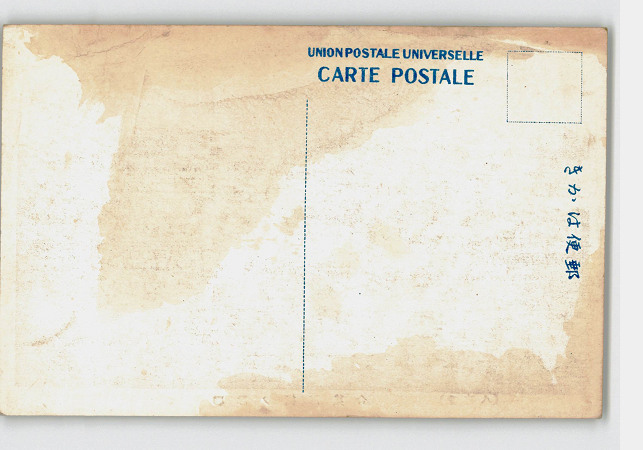 UNION POSTALE UNIVERSELLE
CARTE POSTALE
きかは便郵